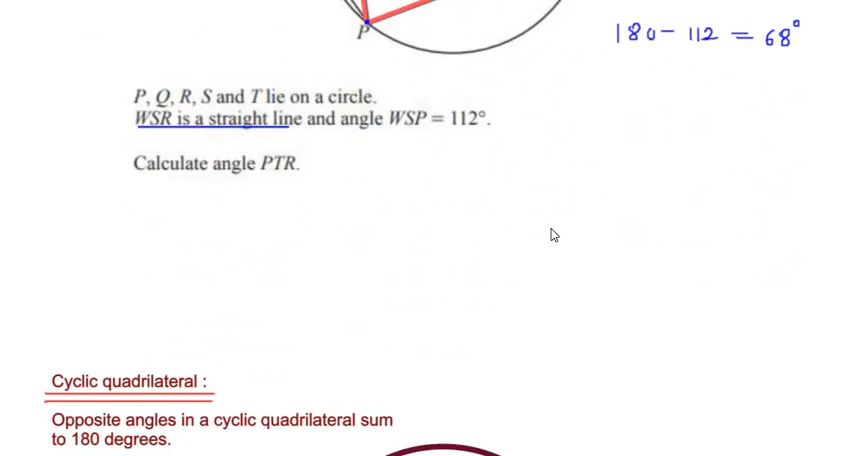 180 - 112 = 68°
P
P, Q, R, S and T lie on a circle.
WSR is a straight line and angle WSP = 112°.
Calculate angle PTR.
Cyclic quadrilateral :
Opposite angles in a cyclic quadrilateral sum
to 180 degrees.